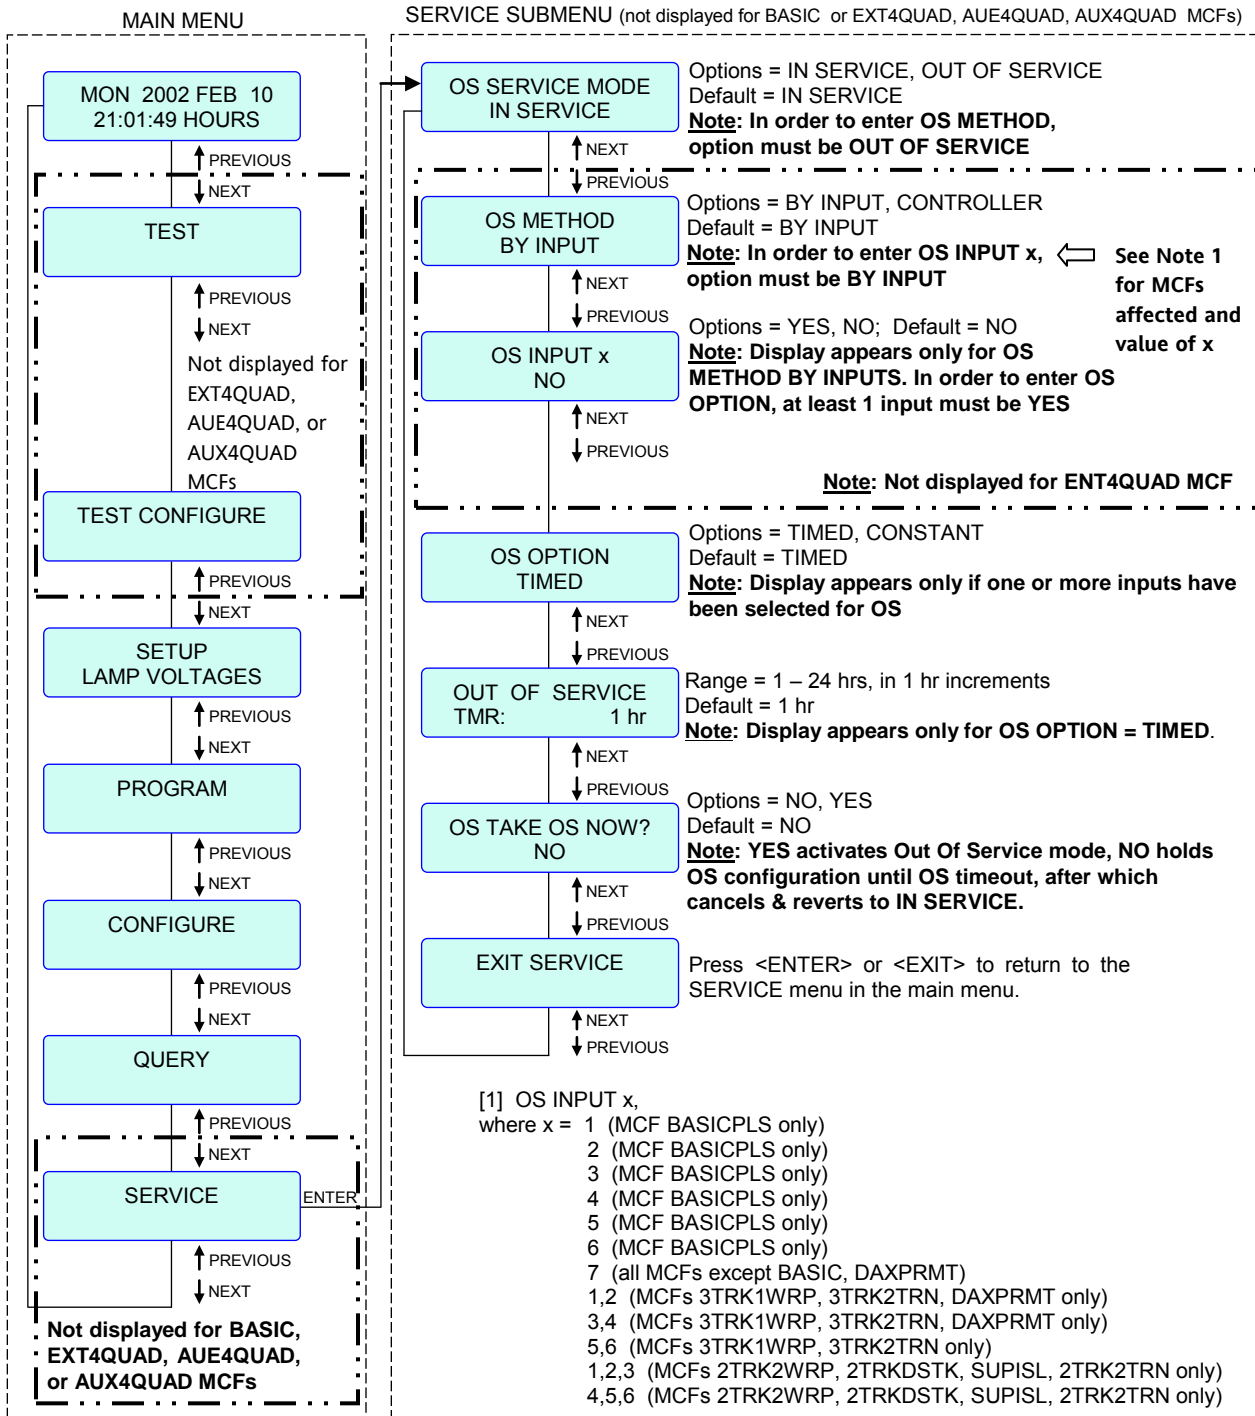 MAIN MENU
MON 2002 FEB 10
21:01:49 HOURS
PREVIOUS
NEXT
TEST
PREVIOUS
NEXT
Not displayed for
EXT4QUAD,
AUE4QUAD, or
AUX4QUAD
MCFs
TEST CONFIGURE
PREVIOUS
NEXT
SETUP
LAMP VOLTAGES
PREVIOUS
NEXT
PROGRAM
PREVIOUS
NEXT
CONFIGURE
PREVIOUS
NEXT
QUERY
PREVIOUS
NEXT
SERVICE
ENTER
PREVIOUS
NEXT
Not displayed for BASIC,
EXT4QUAD, AUE4QUAD,
or AUX4QUAD MCFs
SERVICE SUBMENU (not displayed for BASIC or EXT4QUAD, AUE4QUAD, AUX4QUAD MCFs)
OS SERVICE MODE
IN SERVICE
Options = IN SERVICE, OUT OF SERVICE
Default = IN SERVICE
Note: In order to enter OS METHOD,
option must be OUT OF SERVICE
NEXT
PREVIOUS
OS METHOD
BY INPUT
Options = BY INPUT, CONTROLLER
Default = BY INPUT
Note: In order to enter OS INPUT x,
option must be BY INPUT
See Note 1
for MCFs
affected and
value of x
NEXT
PREVIOUS
OS INPUT x
NO
Options = YES, NO; Default = NO
Note: Display appears only for OS
METHOD BY INPUTS. In order to enter OS
OPTION, at least 1 input must be YES
NEXT
PREVIOUS
Note: Not displayed for ENT4QUAD MCF
OS OPTION
TIMED
Options = TIMED, CONSTANT
Default = TIMED
Note: Display appears only if one or more inputs have
been selected for OS
NEXT
PREVIOUS
OUT OF SERVICE
TMR: 1 hr
Range = 1 – 24 hrs, in 1 hr increments
Default = 1 hr
Note: Display appears only for OS OPTION = TIMED.
NEXT
PREVIOUS
OS TAKE OS NOW?
NO
Options = NO, YES
Default = NO
Note: YES activates Out Of Service mode, NO holds
OS configuration until OS timeout, after which
cancels & reverts to IN SERVICE.
NEXT
PREVIOUS
EXIT SERVICE
Press <ENTER> or <EXIT> to return to the
SERVICE menu in the main menu.
NEXT
PREVIOUS
[1] OS INPUT x,
where x = 1 (MCF BASICPLS only)
2 (MCF BASICPLS only)
3 (MCF BASICPLS only)
4 (MCF BASICPLS only)
5 (MCF BASICPLS only)
6 (MCF BASICPLS only)
7 (all MCFs except BASIC, DAXPRMT)
1,2 (MCFs 3TRK1WRP, 3TRK2TRN, DAXPRMT only)
3,4 (MCFs 3TRK1WRP, 3TRK2TRN, DAXPRMT only)
5,6 (MCFs 3TRK1WRP, 3TRK2TRN only)
1,2,3 (MCFs 2TRK2WRP, 2TRKDSTK, SUPISL, 2TRK2TRN only)
4,5,6 (MCFs 2TRK2WRP, 2TRKDSTK, SUPISL, 2TRK2TRN only)